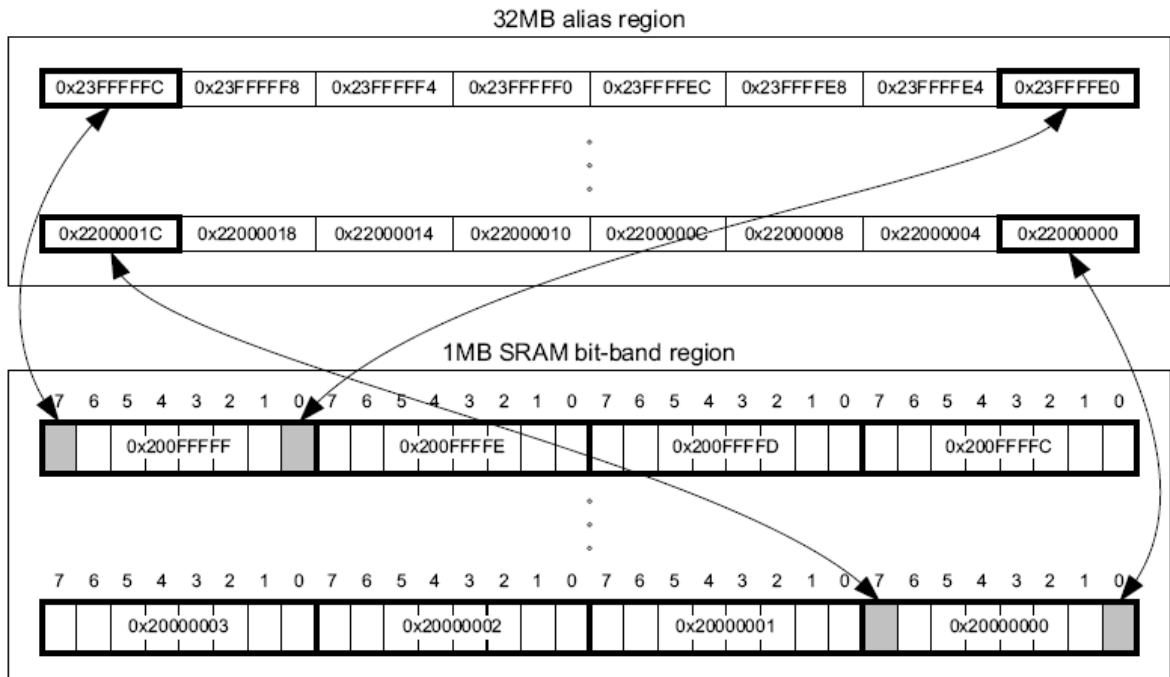 32MB alias region
0x23FFFFFC 0x23FFFFF8 0x23FFFFF4 0x23FFFFF0 0x23FFFFEC 0x23FFFFE8 0x23FFFFE4 0x23FFFFE0
0x2200001C 0x22000018 0x22000014 0x22000010 0x2200000C 0x22000008 0x22000004 0x22000000
1MB SRAM bit-band region
7 6 5 4 3 2 1 0 7 6 5 4 3 2 1 0 7 6 5 4 3 2 1 0 7 6 5 4 3 2 1 0
0x200FFFFF 0x200FFFFE 0x200FFFFD 0x200FFFFC
7 6 5 4 3 2 1 0 7 6 5 4 3 2 1 0 7 6 5 4 3 2 1 0 7 6 5 4 3 2 1 0
0x20000003 0x20000002 0x20000001 0x20000000